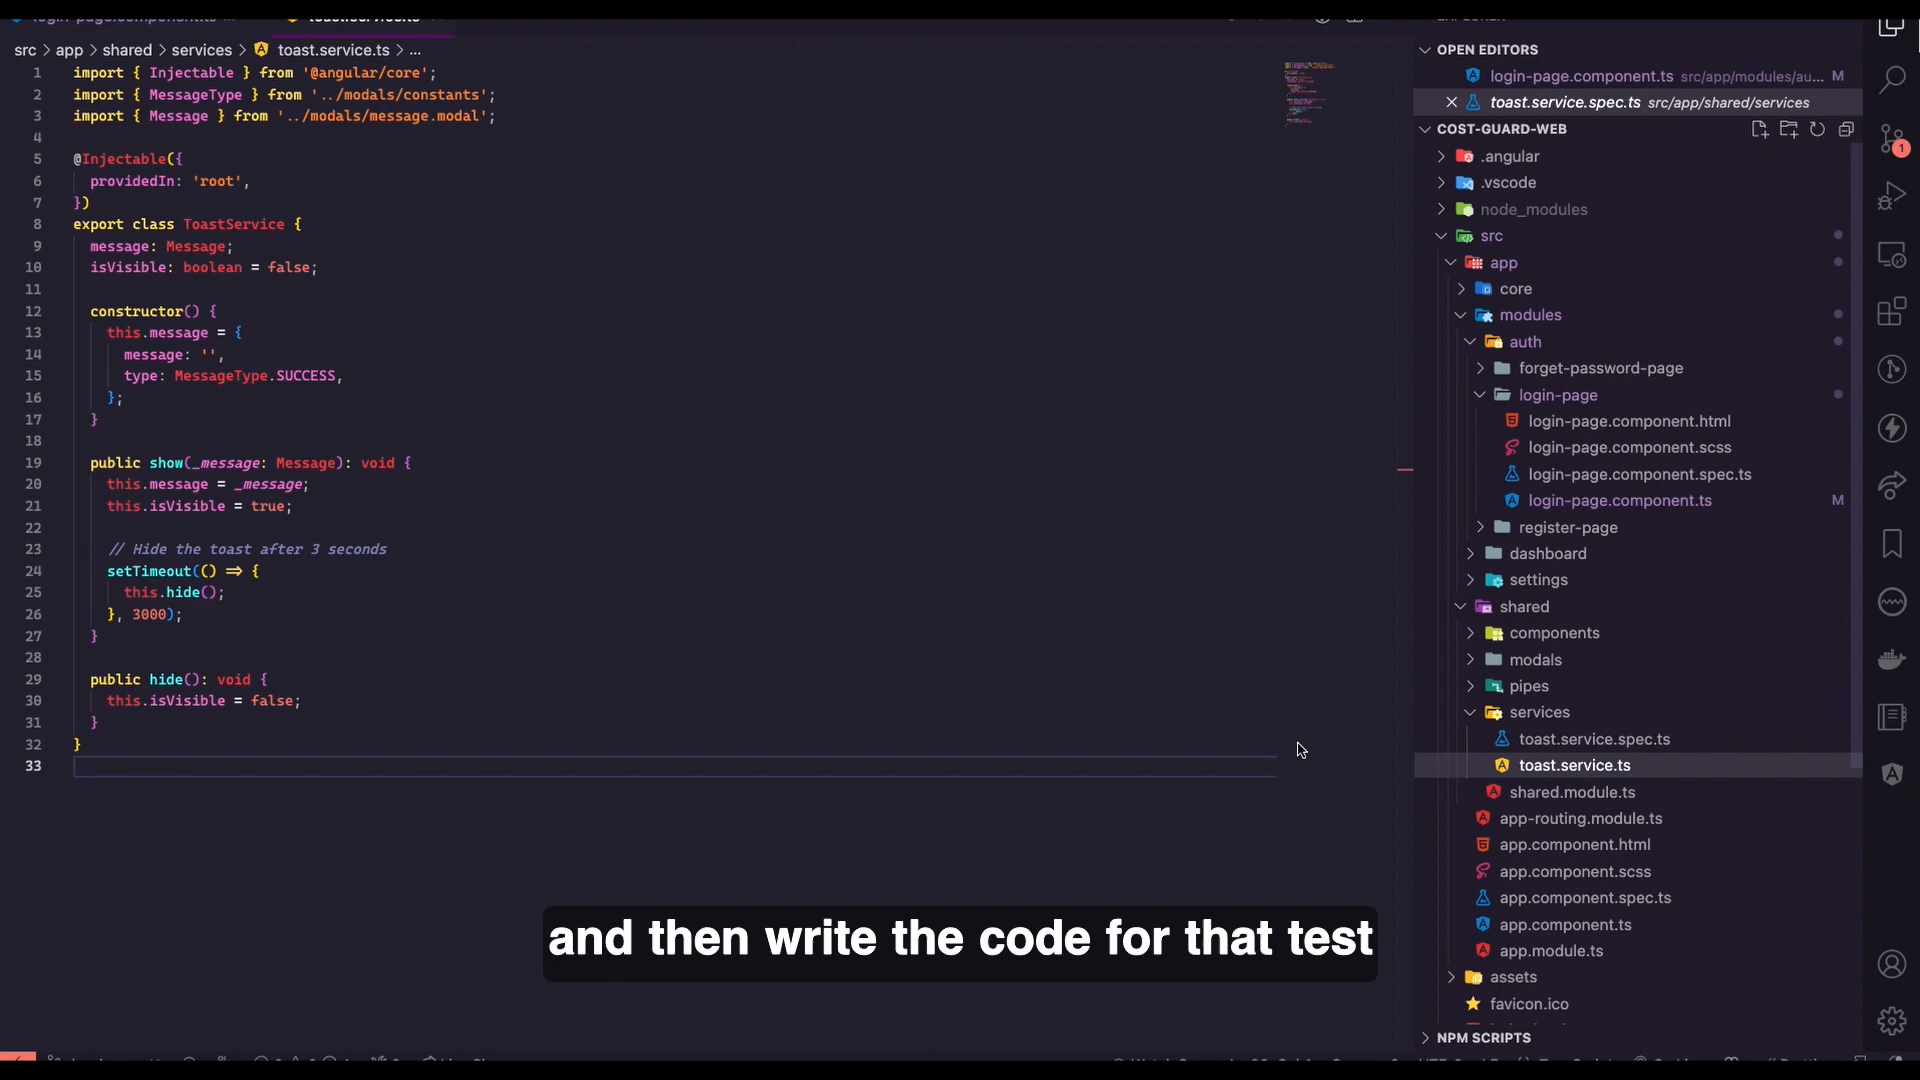 login-page.component.ts
toast.service.ts
src > app > shared > services > toast.service.ts > ...
1 import { Injectable } from '@angular/core';
2 import { MessageType } from '../modals/constants';
3 import { Message } from '../modals/message.modal';
4
5 @Injectable({
6 providedIn: 'root',
7 })
8 export class ToastService {
9 message: Message;
10 isVisible: boolean = false;
11
12 constructor() {
13 this.message = {
14 message: '',
15 type: MessageType.SUCCESS,
16 };
17 }
18
19 public show(_message: Message): void {
20 this.message = _message;
21 this.isVisible = true;
22
23 // Hide the toast after 3 seconds
24 setTimeout(() => {
25 this.hide();
26 }, 3000);
27 }
28
29 public hide(): void {
30 this.isVisible = false;
31 }
32 }
33
and then write the code for that test
EXPLORER
OPEN EDITORS
login-page.component.ts src/app/modules/au... M
toast.service.spec.ts src/app/shared/services
COST-GUARD-WEB
.angular
.vscode
node_modules
src
app
core
modules
auth
forget-password-page
login-page
login-page.component.html
login-page.component.scss
login-page.component.spec.ts
login-page.component.ts M
register-page
dashboard
settings
shared
components
modals
pipes
services
toast.service.spec.ts
toast.service.ts
shared.module.ts
app-routing.module.ts
app.component.html
app.component.scss
app.component.spec.ts
app.component.ts
app.module.ts
assets
favicon.ico
NPM SCRIPTS
1